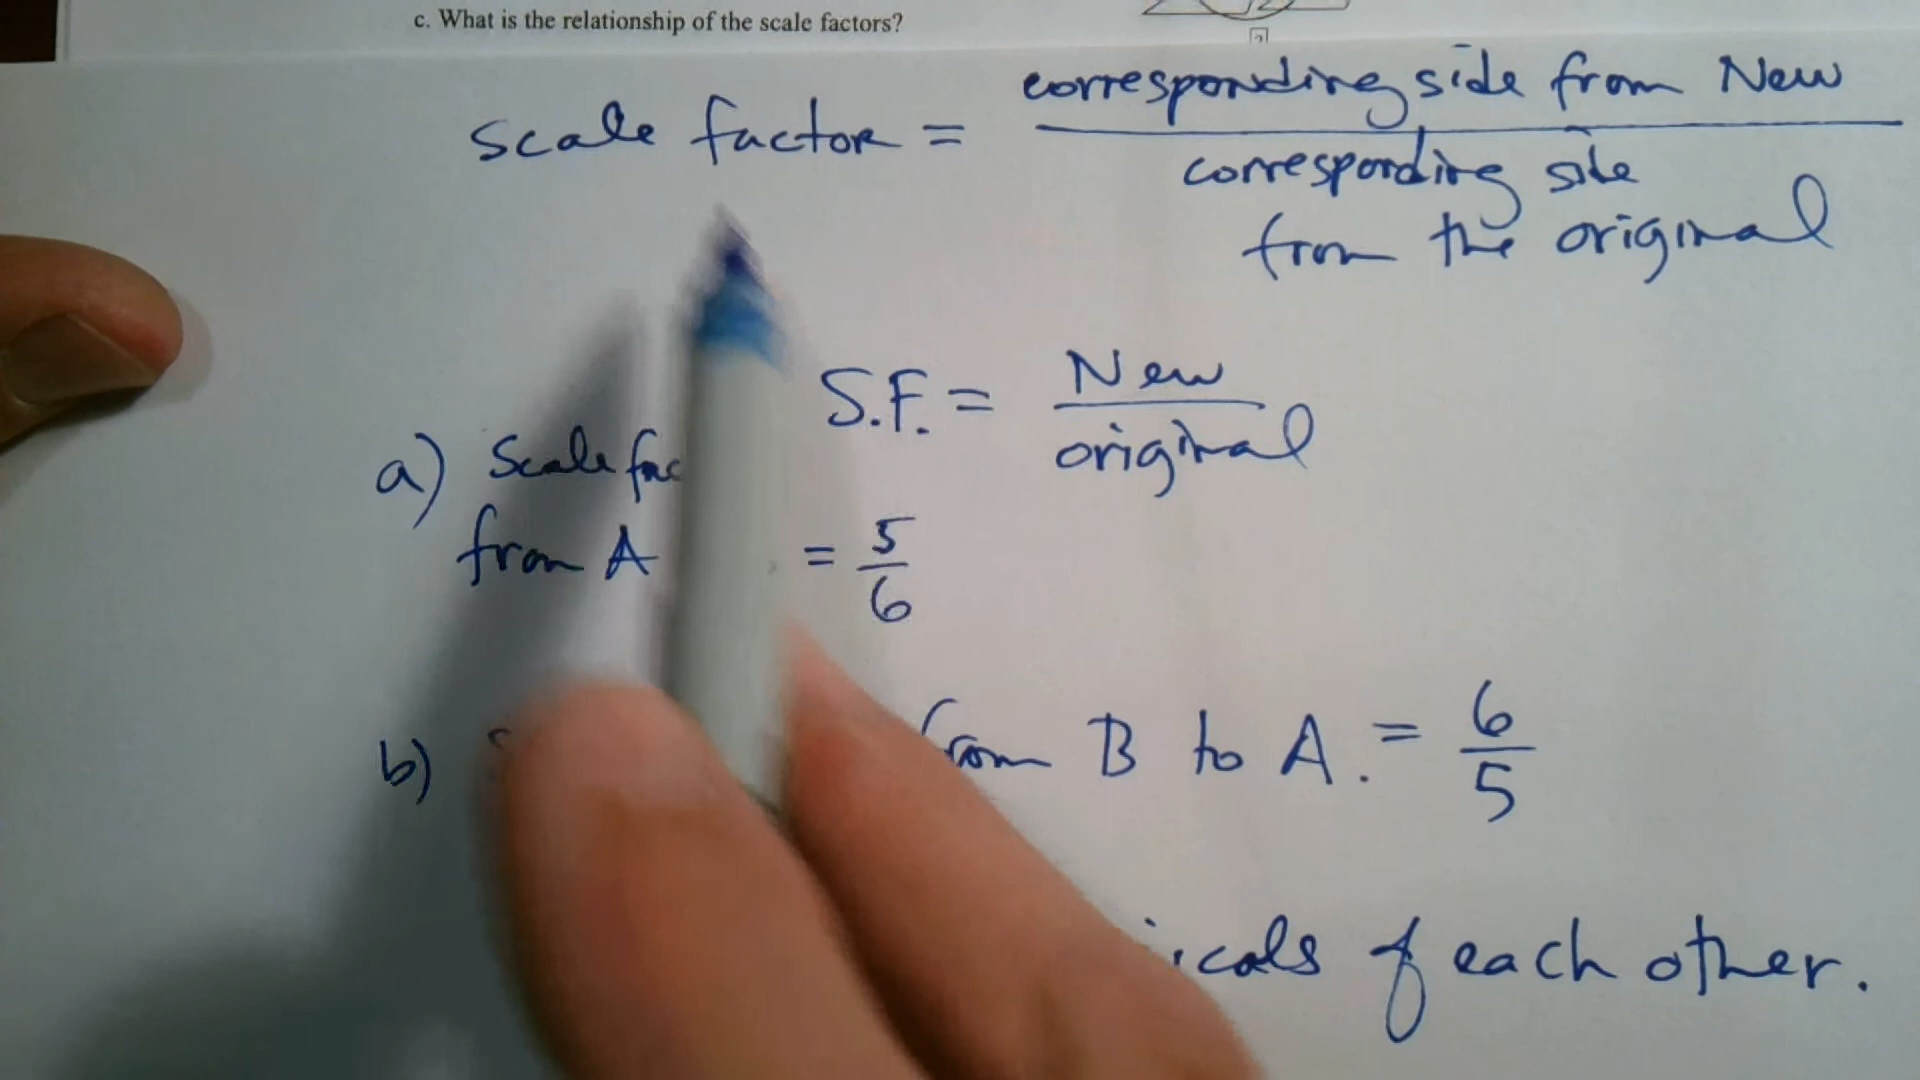 c. What is the relationship of the scale factors?
scale factor = corresponding side from New
corresponding side
from the original
S.F. = New
original
a) Scale fac
from A = 5
6
b) from B to A. = 6
5
icals of each other.